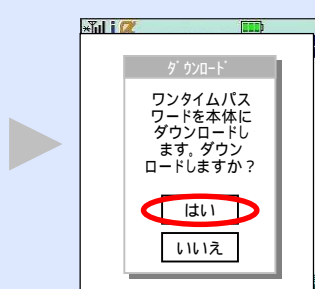 ﾀﾞｳﾝﾛｰﾄﾞ
ワンタイムパス
ワードを本体に
ダウンロードし
ます。ダウン
ロードしますか？
はい
いいえ